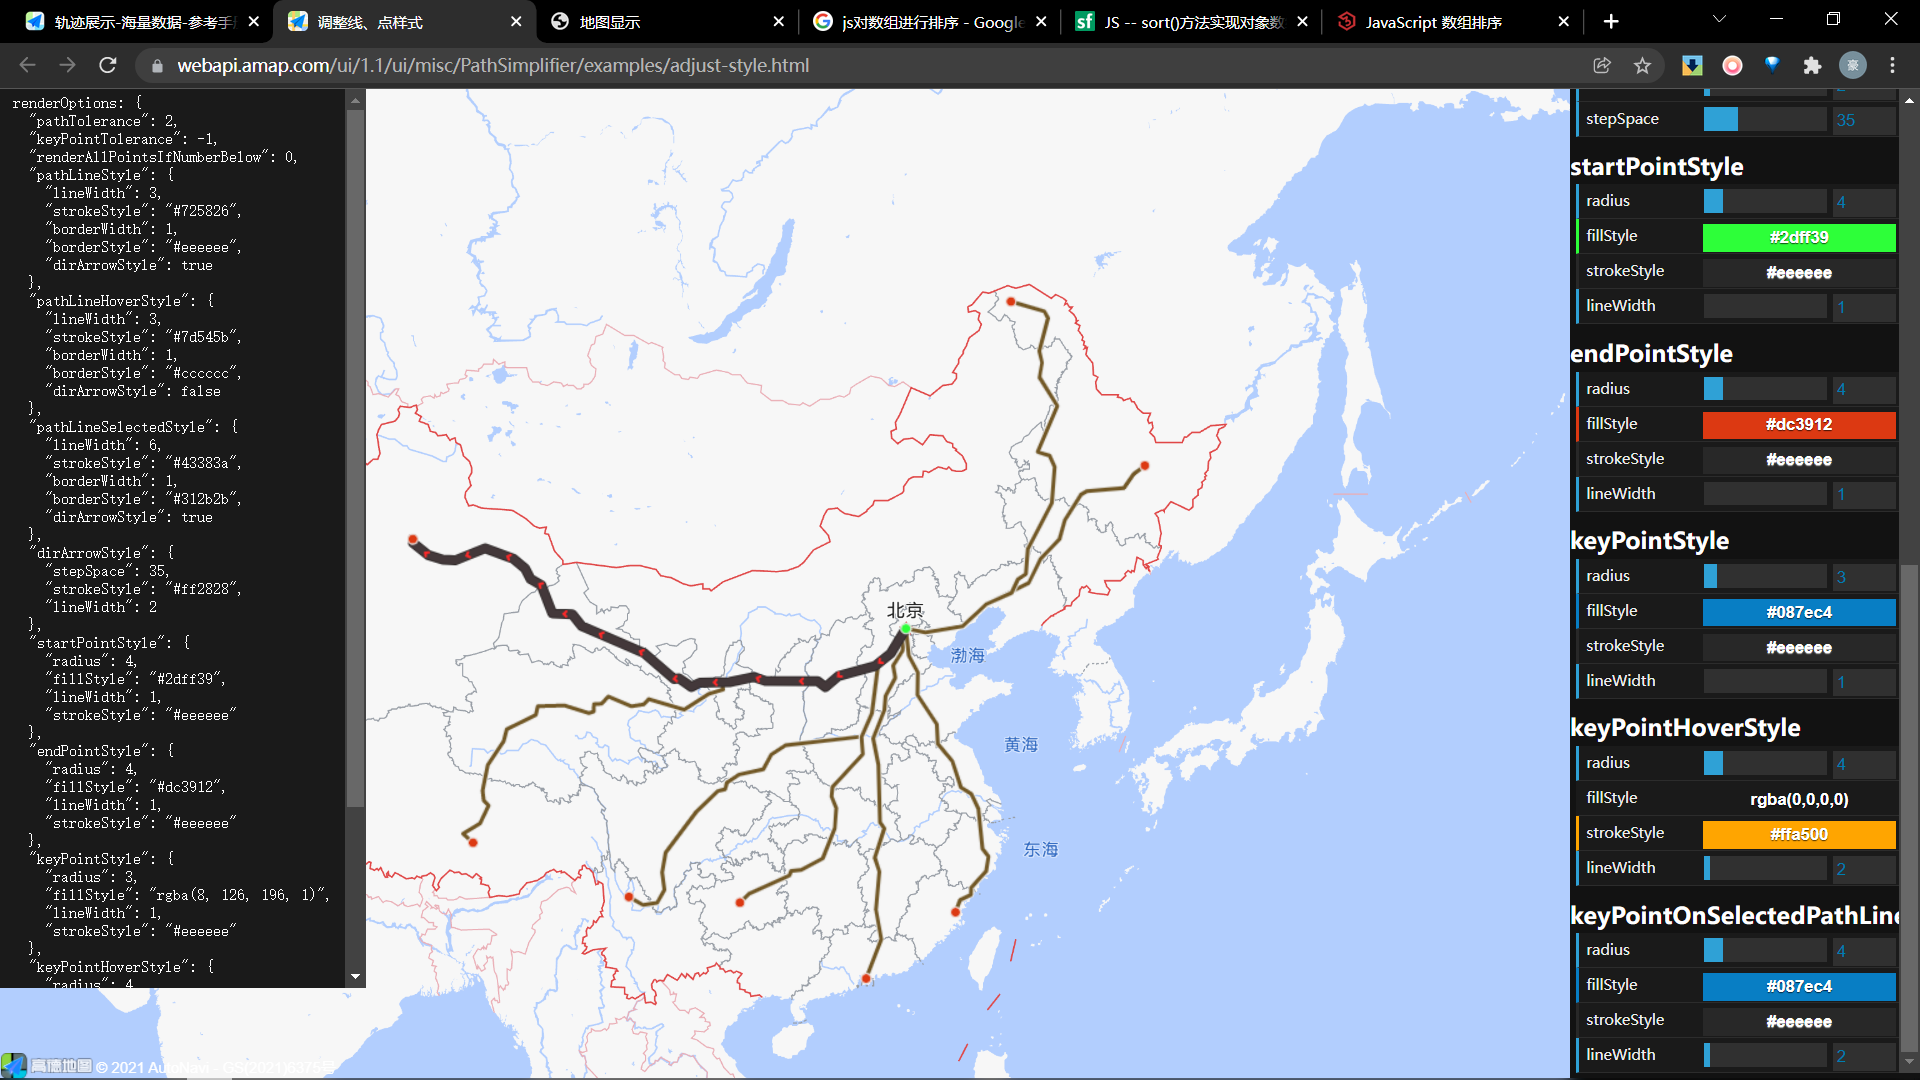 轨迹展示-海量数据-参考手
调整线、点样式
地图显示
js对数组进行排序 - Google
JS -- sort()方法实现对象数
JavaScript 数组排序
webapi.amap.com/ui/1.1/ui/misc/PathSimplifier/examples/adjust-style.html
豪
renderOptions: {
"pathTolerance": 2,
"keyPointTolerance": -1,
"renderAllPointsIfNumberBelow": 0,
"pathLineStyle": {
"lineWidth": 3,
"strokeStyle": "#725826",
"borderWidth": 1,
"borderStyle": "#eeeeee",
"dirArrowStyle": true
},
"pathLineHoverStyle": {
"lineWidth": 3,
"strokeStyle": "#7d545b",
"borderWidth": 1,
"borderStyle": "#cccccc",
"dirArrowStyle": false
},
"pathLineSelectedStyle": {
"lineWidth": 6,
"strokeStyle": "#43383a",
"borderWidth": 1,
"borderStyle": "#312b2b",
"dirArrowStyle": true
},
"dirArrowStyle": {
"stepSpace": 35,
"strokeStyle": "#ff2828",
"lineWidth": 2
},
"startPointStyle": {
"radius": 4,
"fillStyle": "#2dff39",
"lineWidth": 1,
"strokeStyle": "#eeeeee"
},
"endPointStyle": {
"radius": 4,
"fillStyle": "#dc3912",
"lineWidth": 1,
"strokeStyle": "#eeeeee"
},
"keyPointStyle": {
"radius": 3,
"fillStyle": "rgba(8, 126, 196, 1)",
"lineWidth": 1,
"strokeStyle": "#eeeeee"
},
"keyPointHoverStyle": {
"radius": 4,
北京
渤海
黄海
东海
高德地图 © 2021 AutoNavi - GS(2021)6375号
stepSpace 35
startPointStyle
radius 4
fillStyle #2dff39
strokeStyle #eeeeee
lineWidth 1
endPointStyle
radius 4
fillStyle #dc3912
strokeStyle #eeeeee
lineWidth 1
keyPointStyle
radius 3
fillStyle #087ec4
strokeStyle #eeeeee
lineWidth 1
keyPointHoverStyle
radius 4
fillStyle rgba(0,0,0,0)
strokeStyle #ffa500
lineWidth 2
keyPointOnSelectedPathLine
radius 4
fillStyle #087ec4
strokeStyle #eeeeee
lineWidth 2